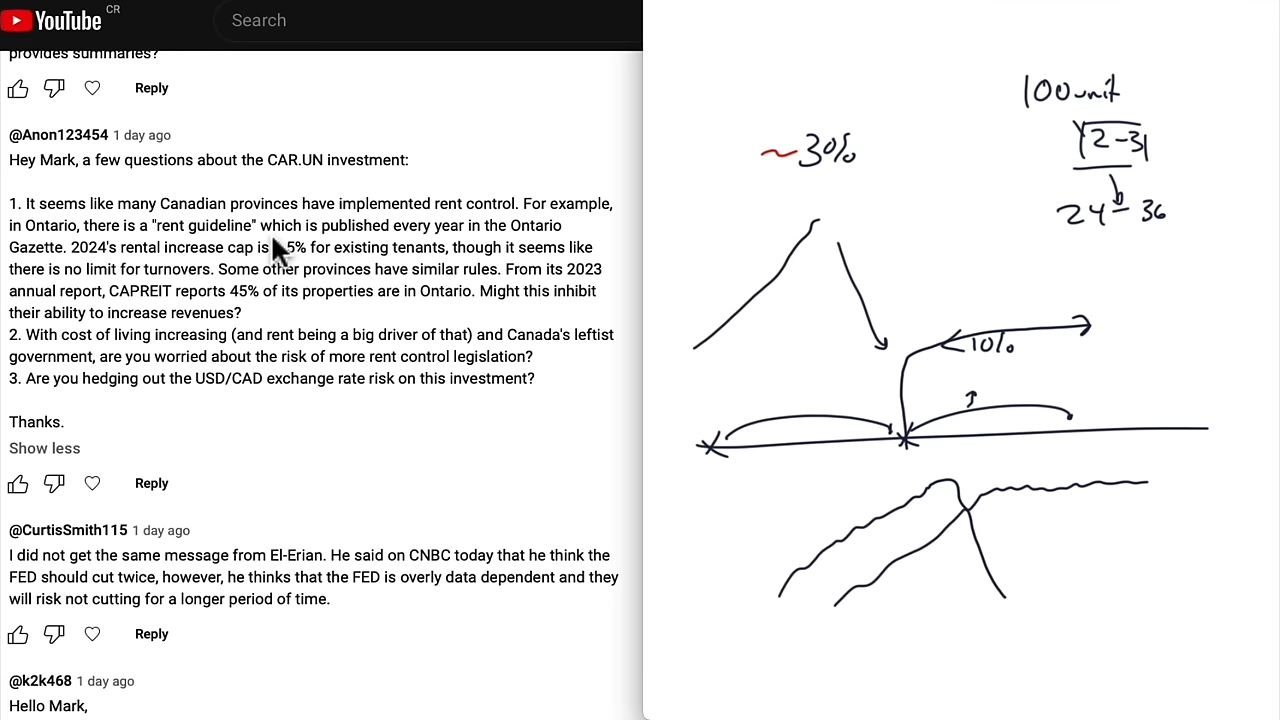 YouTube CR
Search
provides summaries?
Reply
@Anon123454 1 day ago
Hey Mark, a few questions about the CAR.UN investment:
1. It seems like many Canadian provinces have implemented rent control. For example,
in Ontario, there is a "rent guideline" which is published every year in the Ontario
Gazette. 2024's rental increase cap is 5% for existing tenants, though it seems like
there is no limit for turnovers. Some other provinces have similar rules. From its 2023
annual report, CAPREIT reports 45% of its properties are in Ontario. Might this inhibit
their ability to increase revenues?
2. With cost of living increasing (and rent being a big driver of that) and Canada's leftist
government, are you worried about the risk of more rent control legislation?
3. Are you hedging out the USD/CAD exchange rate risk on this investment?
Thanks.
Show less
Reply
@CurtisSmith115 1 day ago
I did not get the same message from El-Erian. He said on CNBC today that he think the
FED should cut twice, however, he thinks that the FED is overly data dependent and they
will risk not cutting for a longer period of time.
Reply
@k2k468 1 day ago
Hello Mark,
100 unit
2-3
24-36
~30%
10%